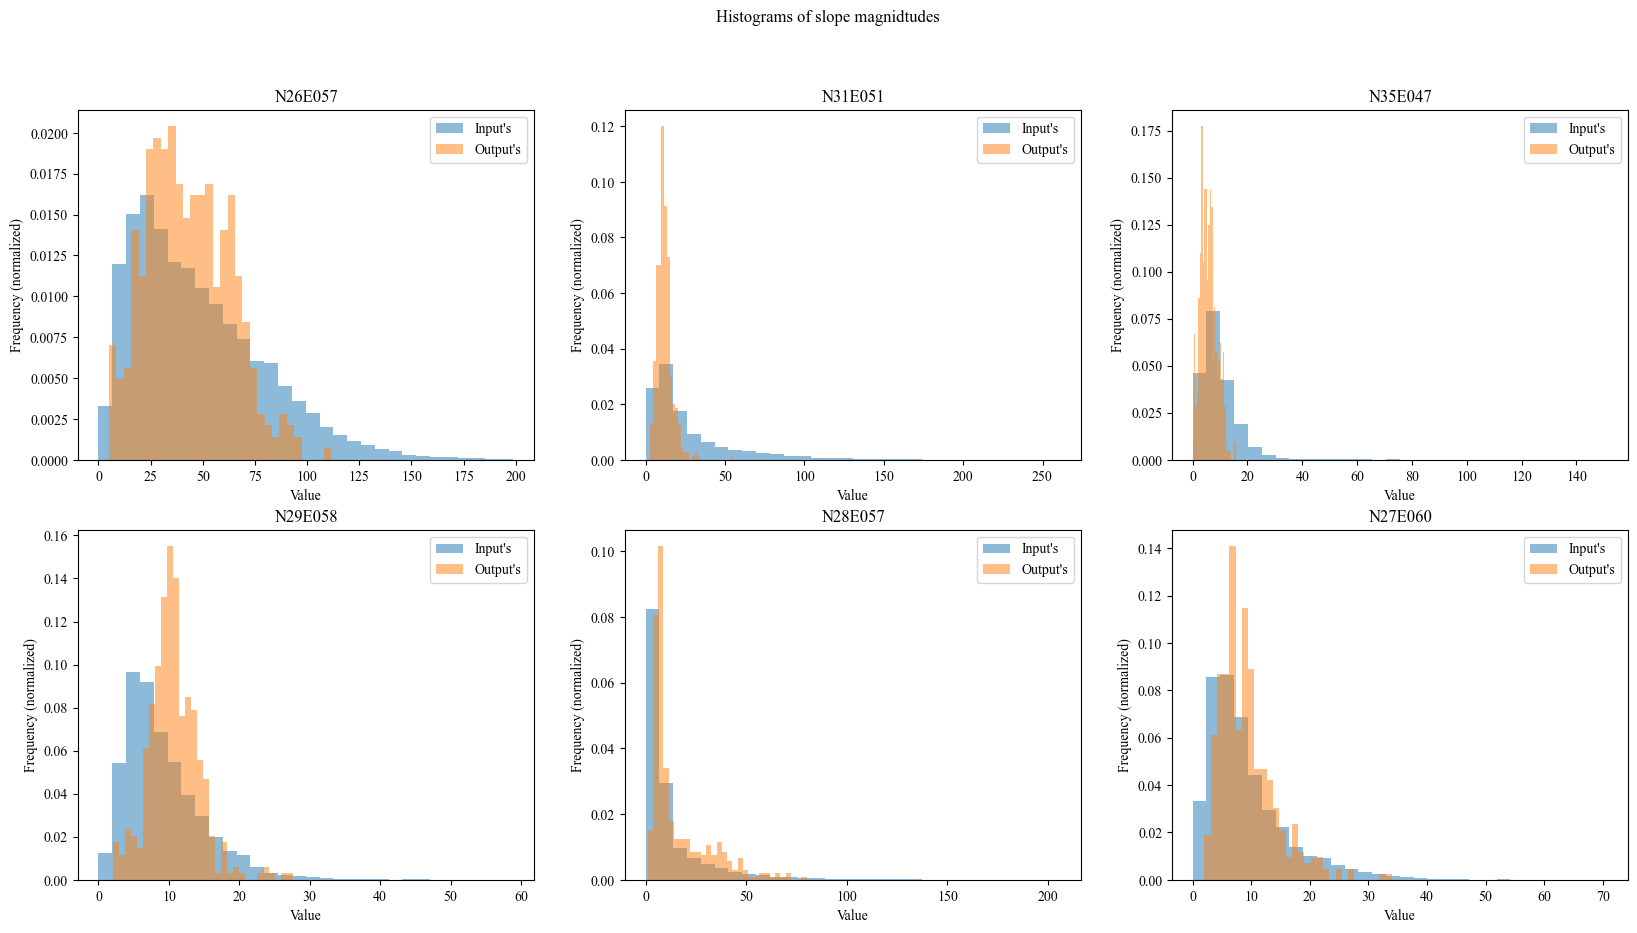 Histograms of slope magnidtudes
N26E057
Input's
Output's
Frequency (normalized)
0.0200
0.0175
0.0150
0.0125
0.0100
0.0075
0.0050
0.0025
0.0000
0 25 50 75 100 125 150 175 200
Value
N31E051
Input's
Output's
Frequency (normalized)
0.12
0.10
0.08
0.06
0.04
0.02
0.00
0 50 100 150 200 250
Value
N35E047
Input's
Output's
Frequency (normalized)
0.175
0.150
0.125
0.100
0.075
0.050
0.025
0.000
0 20 40 60 80 100 120 140
Value
N29E058
Input's
Output's
Frequency (normalized)
0.16
0.14
0.12
0.10
0.08
0.06
0.04
0.02
0.00
0 10 20 30 40 50 60
Value
N28E057
Input's
Output's
Frequency (normalized)
0.10
0.08
0.06
0.04
0.02
0.00
0 50 100 150 200
Value
N27E060
Input's
Output's
Frequency (normalized)
0.14
0.12
0.10
0.08
0.06
0.04
0.02
0.00
0 10 20 30 40 50 60 70
Value